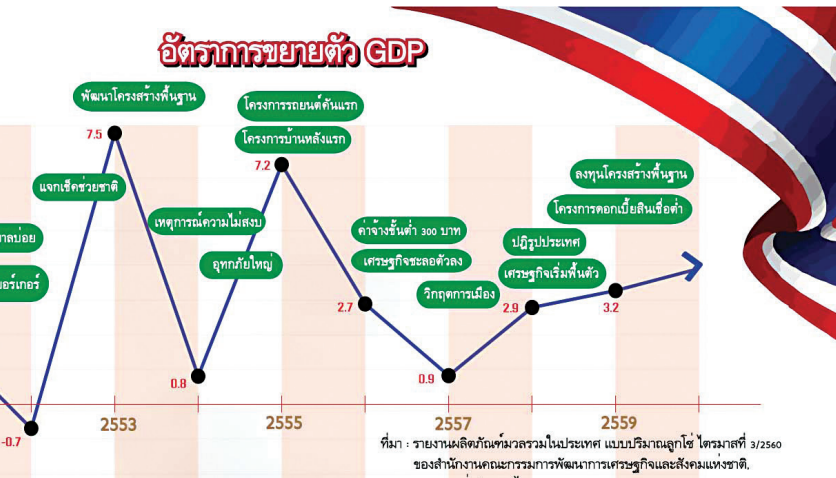 อัตราการขยายตัว GDP
พัฒนาโครงสร้างพื้นฐาน
โครงการรถยนต์คันแรก
โครงการบ้านหลังแรก
7.5
7.2
แจกเช็คช่วยชาติ
ลงทุนโครงสร้างพื้นฐาน
โครงการดอกเบี้ยสินเชื่อต่ำ
เหตุการณ์ความไม่สงบ
อุทกภัยใหญ่
ค่าจ้างขั้นต่ำ 300 บาท
เศรษฐกิจชะลอตัวลง
ปฏิรูปประเทศ
เศรษฐกิจเริ่มฟื้นตัว
วิกฤตการเมือง
2.7
2.9
3.2
0.8
0.9
-0.7
2553
2555
2557
2559
ที่มา : รายงานผลิตภัณฑ์มวลรวมในประเทศ แบบปริมาณลูกโซ่ ไตรมาสที่ 3/2560
ของสำนักงานคณะกรรมการพัฒนาการเศรษฐกิจและสังคมแห่งชาติ,